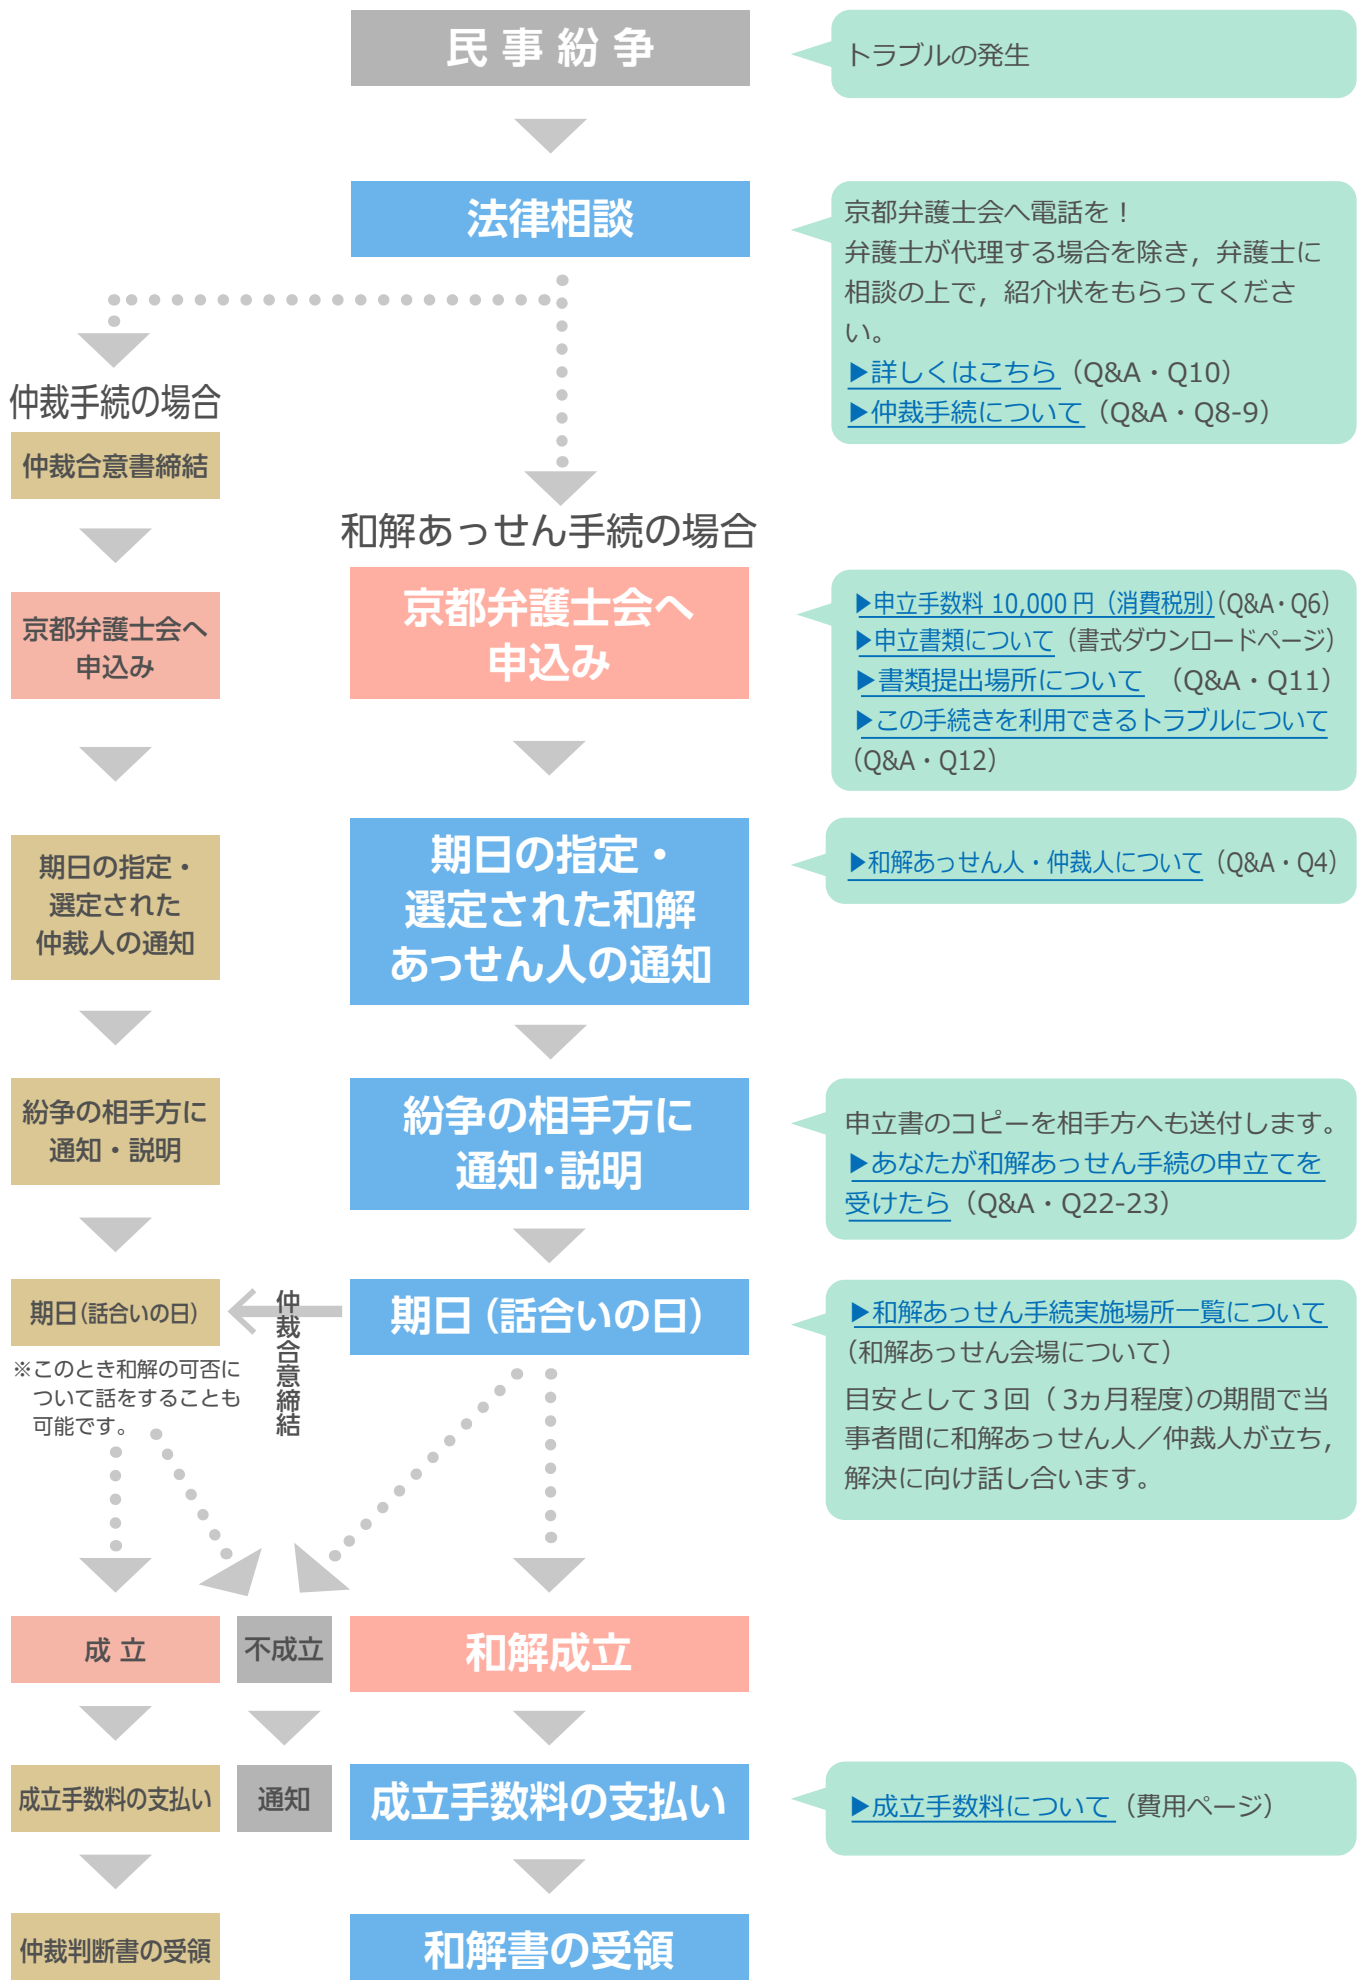 民事紛争
トラブルの発生
法律相談
京都弁護士会へ電話を！
弁護士が代理する場合を除き，弁護士に
相談の上で，紹介状をもらってくださ
い。
▶詳しくはこちら（Q&A・Q10）
▶仲裁手続について（Q&A・Q8-9）
仲裁手続の場合
仲裁合意書締結
京都弁護士会へ
申込み
期日の指定・
選定された
仲裁人の通知
紛争の相手方に
通知・説明
期日（話合いの日）
※このとき和解の可否に
ついて話をすることも
可能です。
仲裁合意締結
和解あっせん手続の場合
京都弁護士会へ
申込み
▶申立手数料 10,000 円（消費税別）（Q&A・Q6）
▶申立書類について（書式ダウンロードページ）
▶書類提出場所について （Q&A・Q11）
▶この手続きを利用できるトラブルについて
（Q&A・Q12）
期日の指定・
選定された和解
あっせん人の通知
▶和解あっせん人・仲裁人について（Q&A・Q4）
紛争の相手方に
通知・説明
申立書のコピーを相手方へも送付します。
▶あなたが和解あっせん手続の申立てを
受けたら（Q&A・Q22-23）
期日（話合いの日）
▶和解あっせん手続実施場所一覧について
（和解あっせん会場について）
目安として３回（3ヵ月程度）の期間で当
事者間に和解あっせん人／仲裁人が立ち，
解決に向け話し合います。
成 立
不成立
和解成立
成立手数料の支払い
通知
成立手数料の支払い
▶成立手数料について（費用ページ）
仲裁判断書の受領
和解書の受領